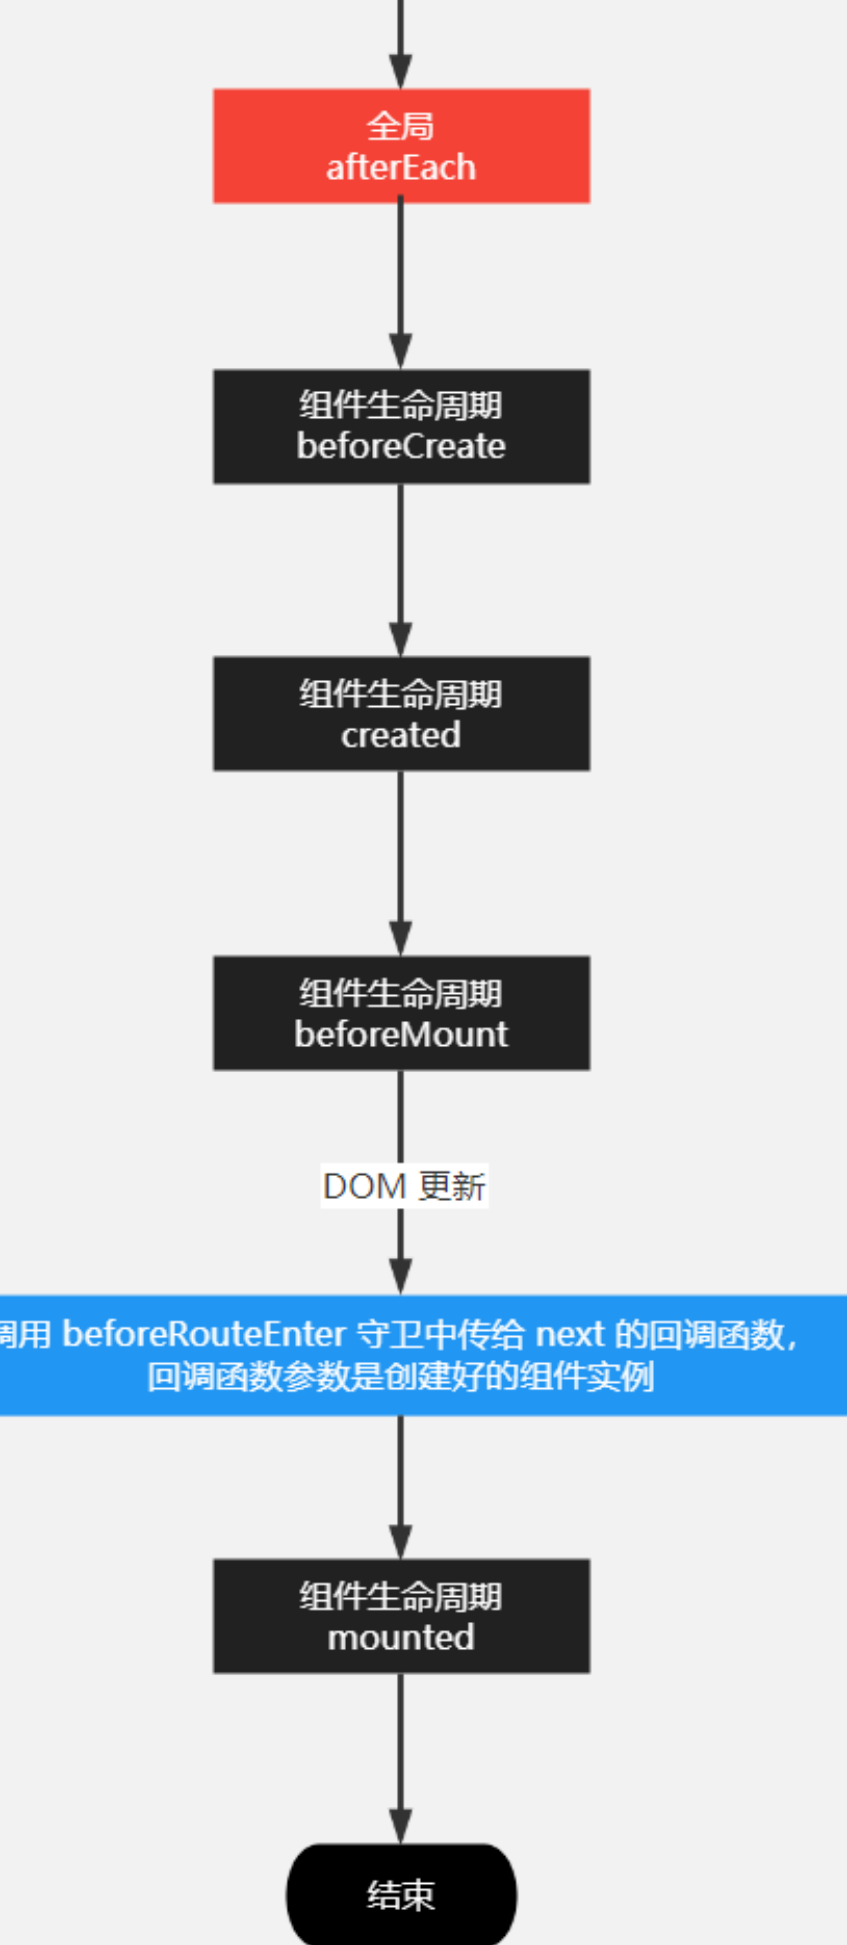 全局
afterEach
组件生命周期
beforeCreate
组件生命周期
created
组件生命周期
beforeMount
DOM 更新
调用 beforeRouteEnter 守卫中传给 next 的回调函数，
回调函数参数是创建好的组件实例
组件生命周期
mounted
结束